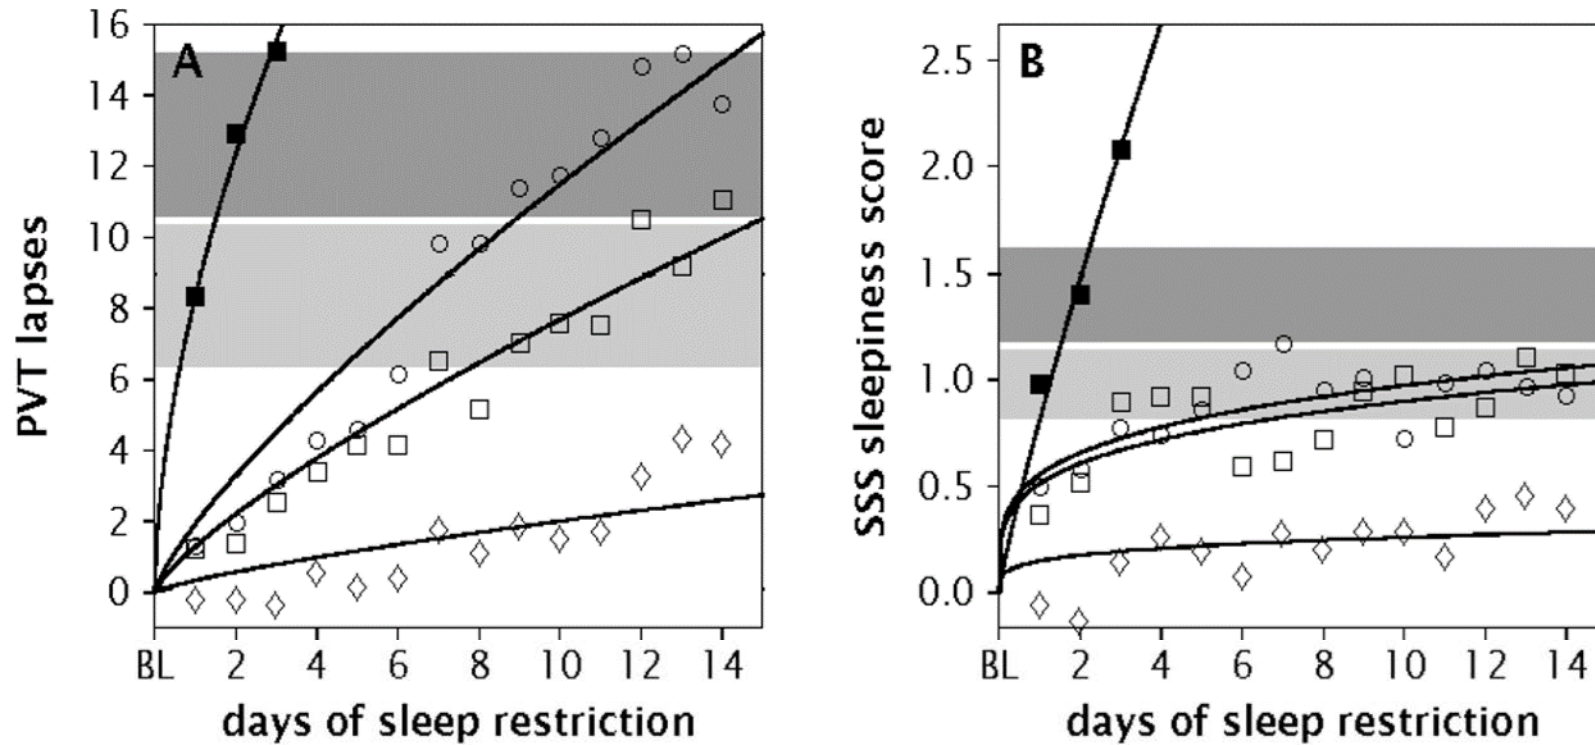 A
PVT lapses
16
14
12
10
8
6
4
2
0
BL 2 4 6 8 10 12 14
days of sleep restriction
B
SSS sleepiness score
2.5
2.0
1.5
1.0
0.5
0.0
BL 2 4 6 8 10 12 14
days of sleep restriction